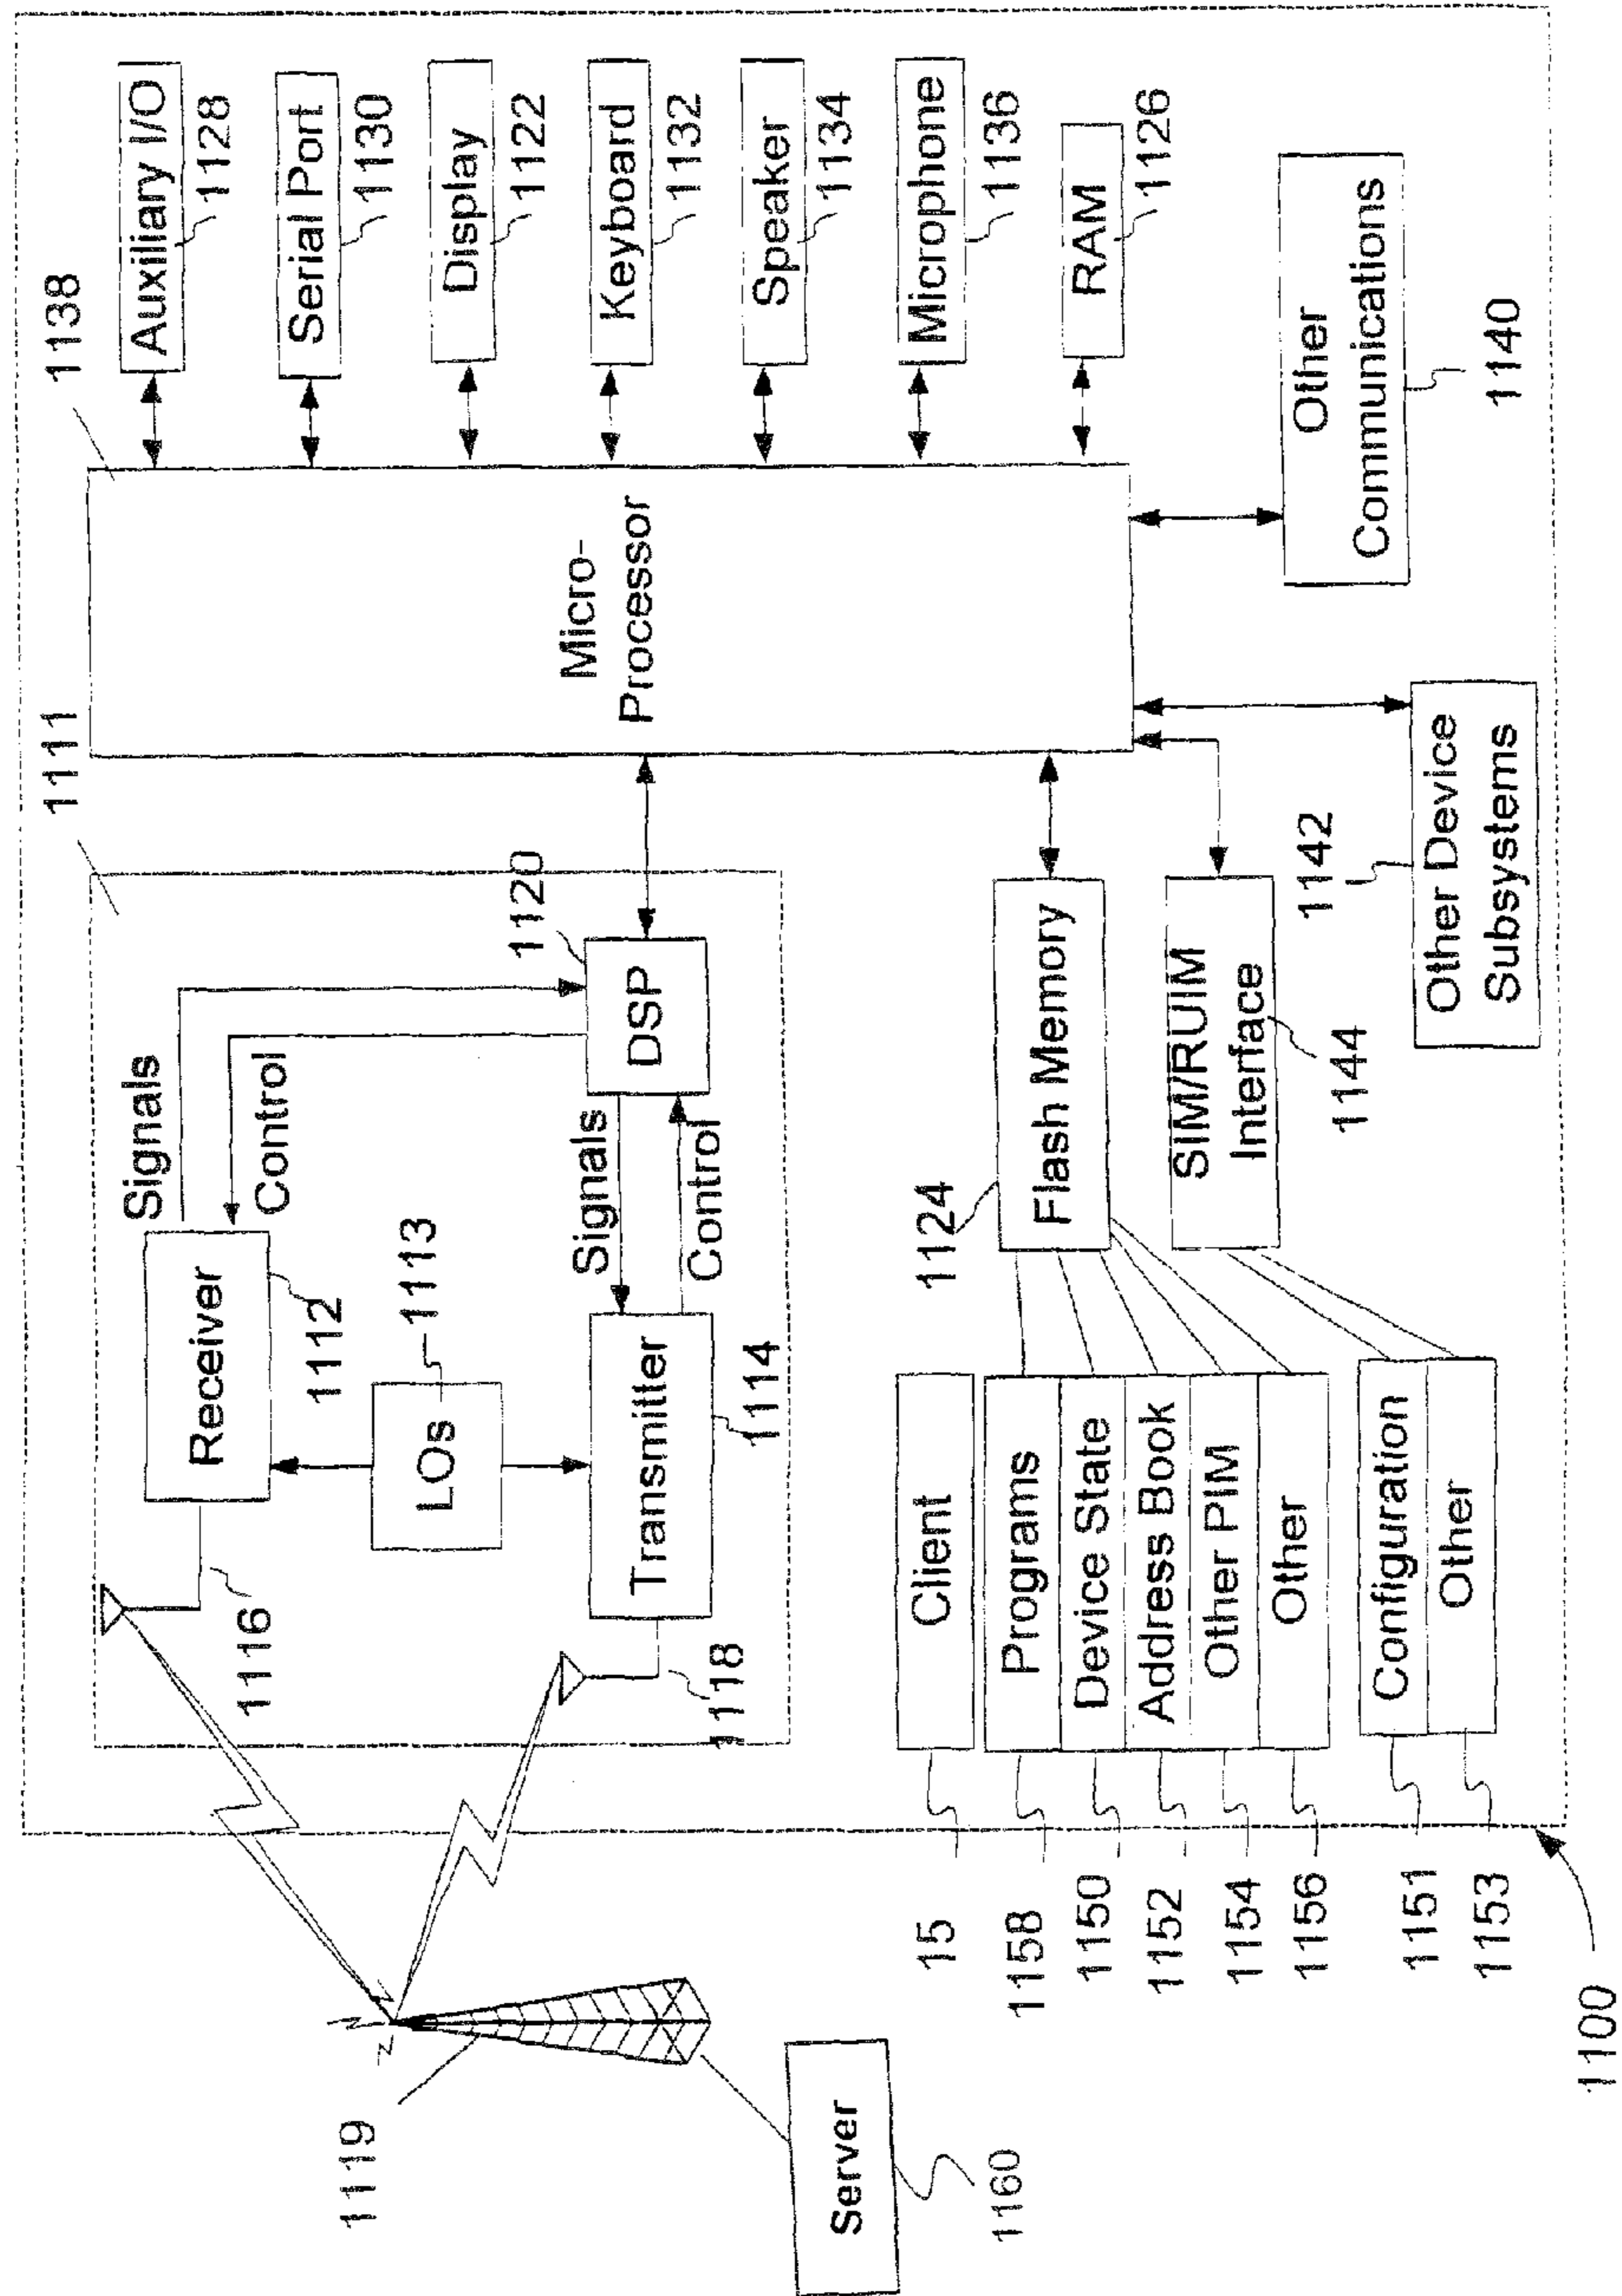 1138
1111
Auxiliary I/O
1128
Serial Port
1130
Display
1122
Keyboard
1132
Speaker
1134
Microphone
1136
RAM
1126
Micro-
Processor
Other
Communications
1140
Other Device
Subsystems
1142
Signals
Control
1120
DSP
Signals
Control
Receiver
1112
LOs
1113
Transmitter
1114
1116
1118
1124
Flash Memory
SIM/RUIM
Interface
1144
Client
15
Programs
1158
Device State
1150
Address Book
1152
Other PIM
1154
Other
1156
Configuration
1151
Other
1153
1119
Server
1160
1100